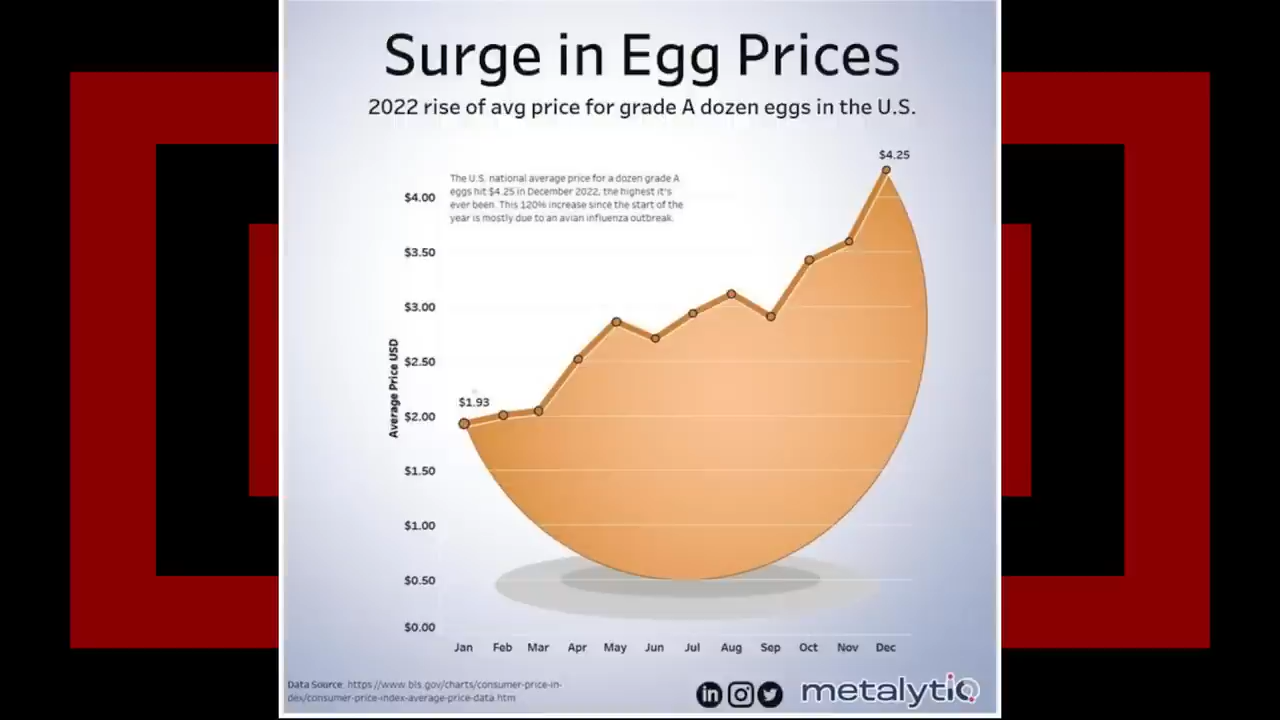 Surge in Egg Prices
2022 rise of avg price for grade A dozen eggs in the U.S.
$4.25
The U.S. national average price for a dozen grade A
eggs hit $4.25 in December 2022, the highest it's
ever been. This 120% increase since the start of the
year is mostly due to an avian influenza outbreak.
$4.00
$3.50
$3.00
$2.50
Average Price USD
$1.93
$2.00
$1.50
$1.00
$0.50
$0.00
Jan Feb Mar Apr May Jun Jul Aug Sep Oct Nov Dec
Data Source: https://www.bls.gov/charts/consumer-price-in-
dex/consumer-price-index-average-price-data.htm
in
metalytiQ